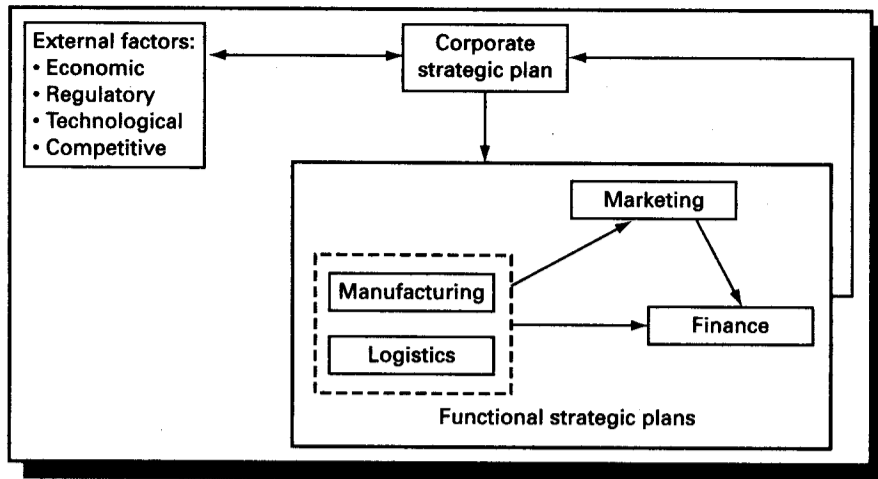 External factors:
• Economic
• Regulatory
• Technological
• Competitive
Corporate
strategic plan
Marketing
Manufacturing
Finance
Logistics
Functional strategic plans